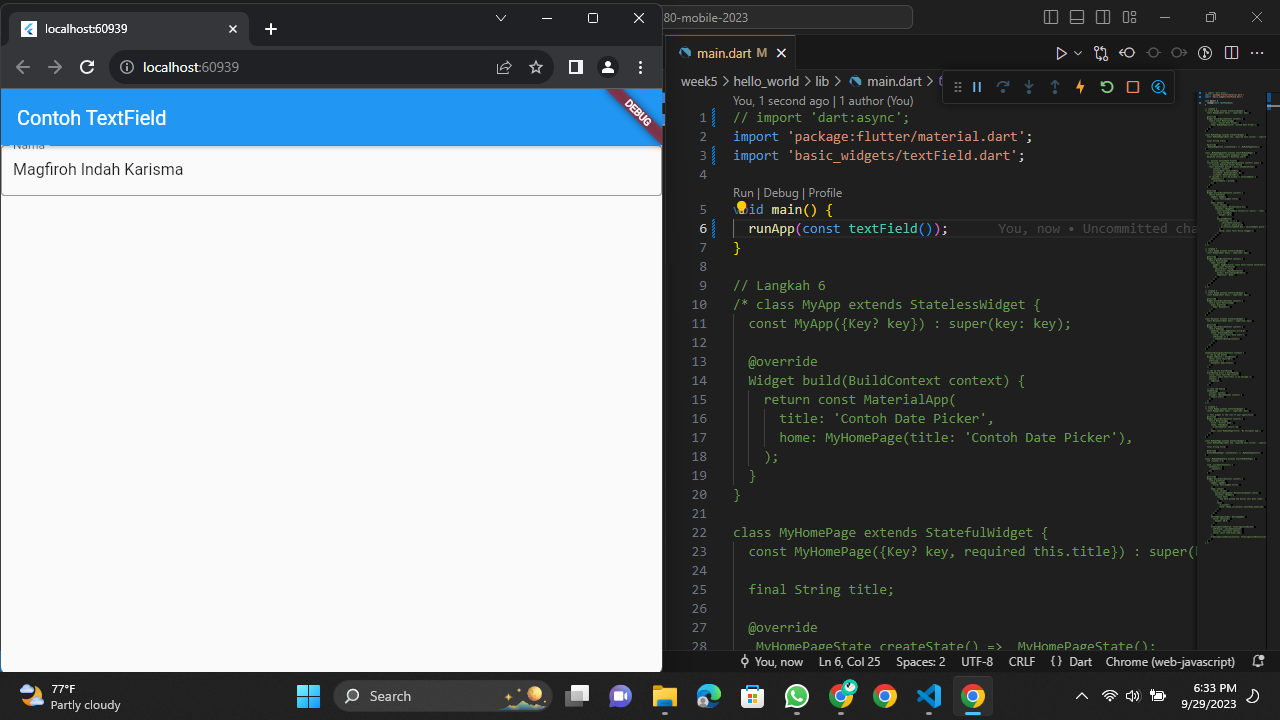 localhost:60939
localhost:60939
Contoh TextField
DEBUG
Nama
Magfiroh Indah Karisma
80-mobile-2023
main.dart M
week5 > hello_world > lib > main.dart >
You, 1 second ago | 1 author (You)
1 // import 'dart:async';
2 import 'package:flutter/material.dart';
3 import 'basic_widgets/textField.dart';
4
Run | Debug | Profile
5 void main() {
6 runApp(const textField()); You, now • Uncommitted cha
7 }
8
9 // Langkah 6
10 /* class MyApp extends StatelessWidget {
11 const MyApp({Key? key}) : super(key: key);
12
13 @override
14 Widget build(BuildContext context) {
15 return const MaterialApp(
16 title: 'Contoh Date Picker',
17 home: MyHomePage(title: 'Contoh Date Picker'),
18 );
19 }
20 }
21
22 class MyHomePage extends StatefulWidget {
23 const MyHomePage({Key? key, required this.title}) : super(
24
25 final String title;
26
27 @override
28 _MyHomePageState createState() => _MyHomePageState();
You, now Ln 6, Col 25 Spaces: 2 UTF-8 CRLF {} Dart Chrome (web-javascript)
77°F
Partly cloudy
Search
6:33 PM
9/29/2023